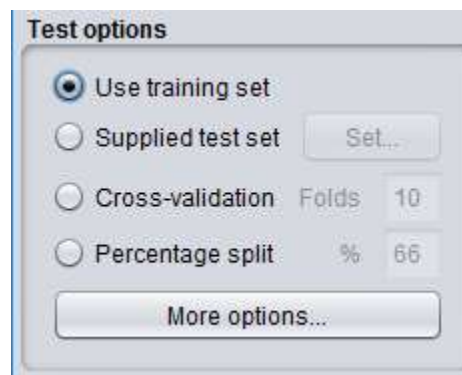 Test options
Use training set
Supplied test set Set...
Cross-validation Folds 10
Percentage split % 66
More options...